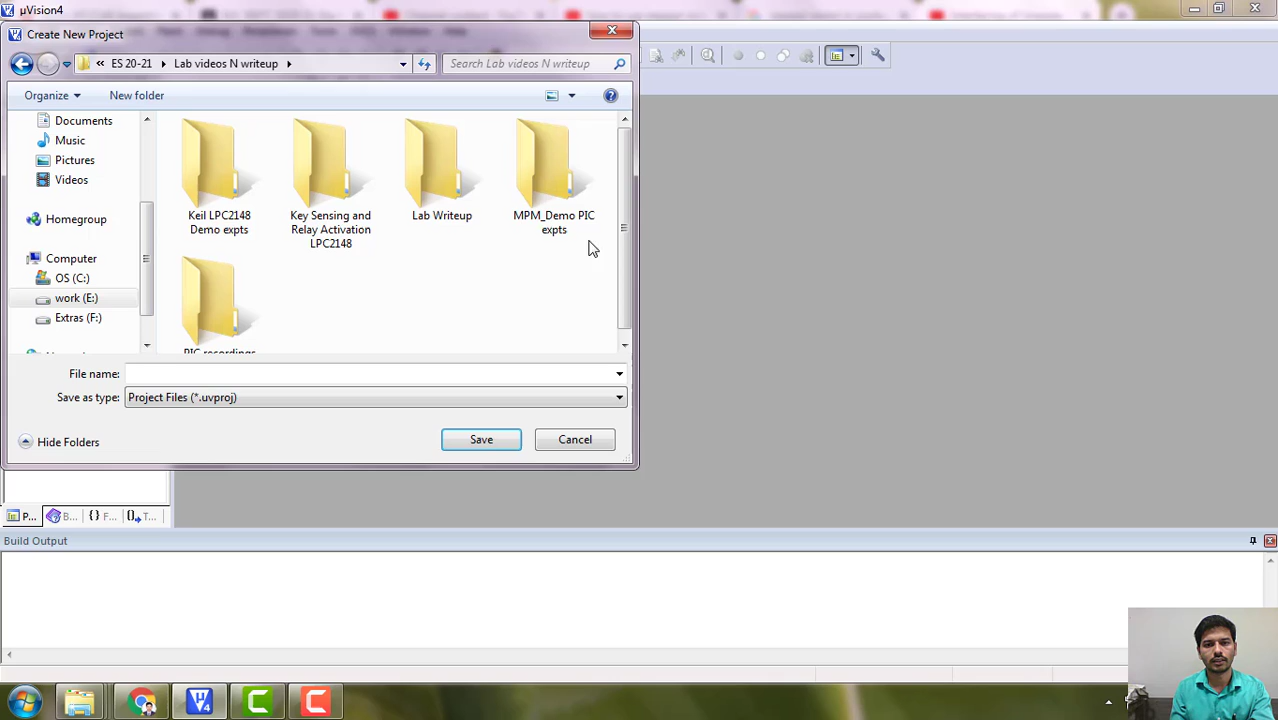 µVision4
Create New Project
« ES 20-21 Lab videos N writeup
Search Lab videos N writeup
Organize
New folder
Documents
Music
Pictures
Videos
Homegroup
Computer
OS (C:)
work (E:)
Extras (F:)
Keil LPC2148
Demo expts
Key Sensing and
Relay Activation
LPC2148
Lab Writeup
MPM_Demo PIC
expts
PIC recordings
File name:
Save as type: Project Files (*.uvproj)
Hide Folders
Save
Cancel
P...
B...
{ } F...
T...
Build Output